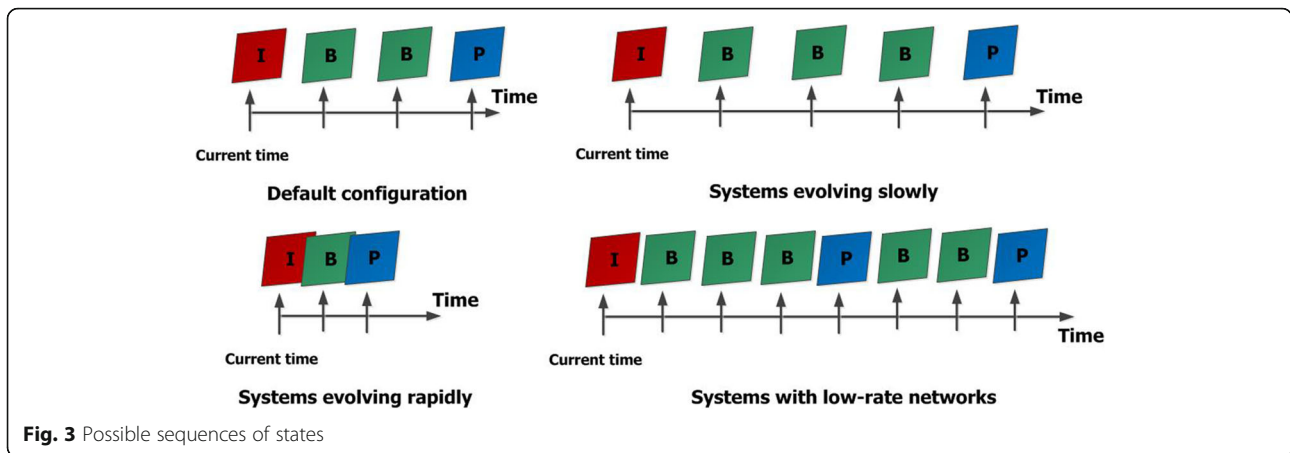 I B B P
Time
Current time
Default configuration
I B B B P
Time
Current time
Systems evolving slowly
I B P
Time
Current time
Systems evolving rapidly
I B B B P B B P
Time
Current time
Systems with low-rate networks
Fig. 3 Possible sequences of states